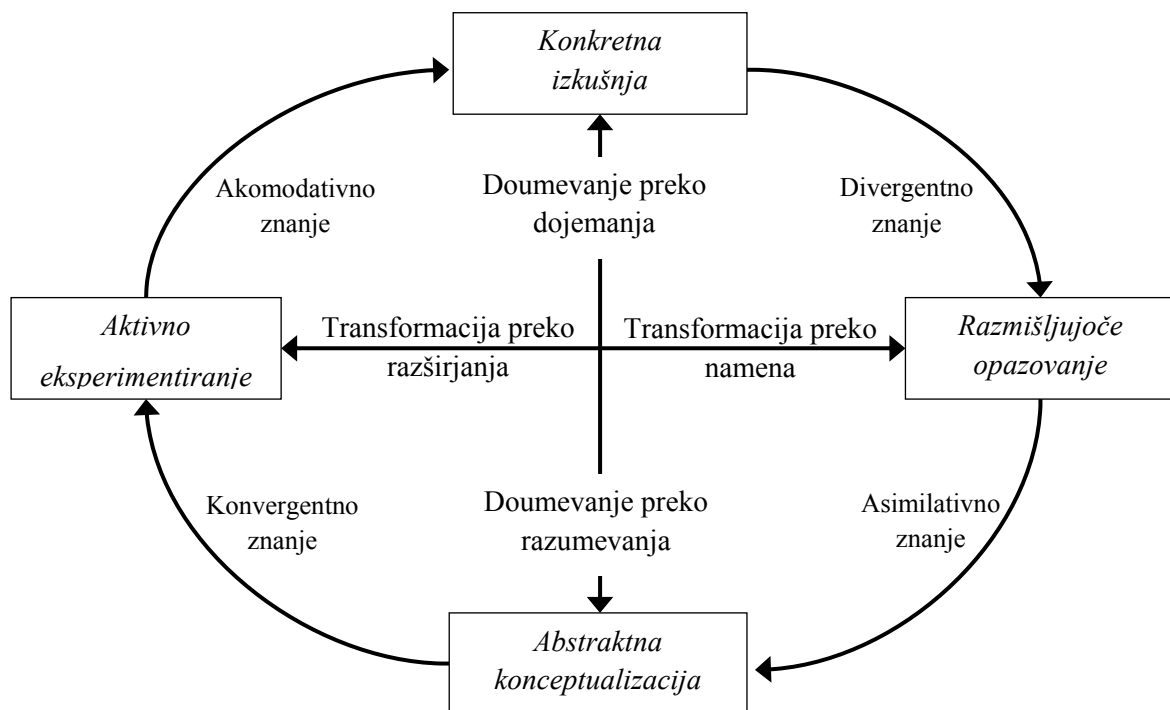 Konkretna
izkušnja
Akomodativno
znanje
Doumevanje preko
dojemanja
Divergentno
znanje
Aktivno
eksperimentiranje
Transformacija preko
razširjanja
Transformacija preko
namena
Razmišljujoče
opazovanje
Konvergentno
znanje
Doumevanje preko
razumevanja
Asimilativno
znanje
Abstraktna
konceptualizacija